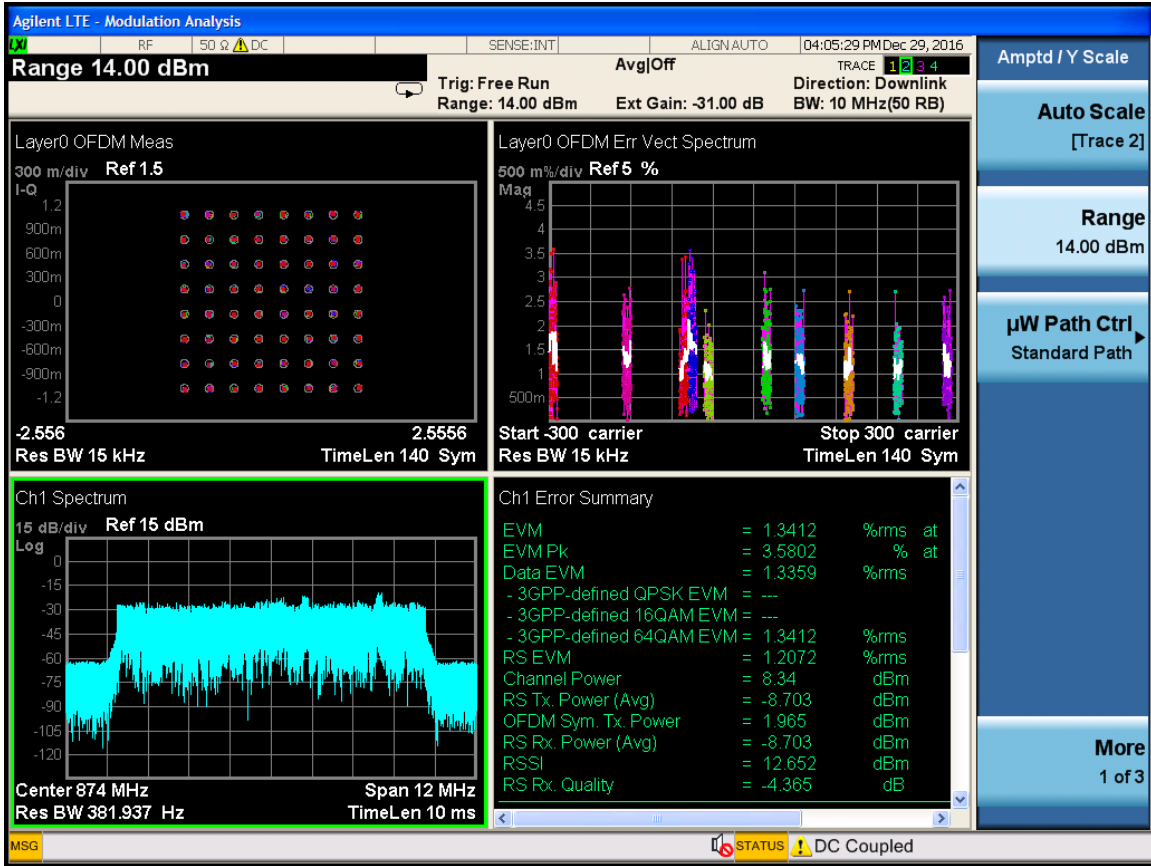 Agilent LTE - Modulation Analysis
LXI RF 50 Ω DC SENSE:INT ALIGN AUTO 04:05:29 PM Dec 29, 2016
Range 14.00 dBm
Avg|Off
TRACE 1 2 3 4
Trig: Free Run
Direction: Downlink
Range: 14.00 dBm Ext Gain: -31.00 dB BW: 10 MHz(50 RB)
Layer0 OFDM Meas
300 m/div Ref 1.5
I-Q
1.2
900m
600m
300m
0
-300m
-600m
-900m
-1.2
-2.556 2.5556
Res BW 15 kHz TimeLen 140 Sym
Layer0 OFDM Err Vect Spectrum
500 m%/div Ref 5 %
Mag
4.5
4
3.5
3
2.5
2
1.5
1
500m
Start -300 carrier Stop 300 carrier
Res BW 15 kHz TimeLen 140 Sym
Ch1 Spectrum
15 dB/div Ref 15 dBm
Log
0
-15
-30
-45
-60
-75
-90
-105
-120
Center 874 MHz Span 12 MHz
Res BW 381.937 Hz TimeLen 10 ms
Ch1 Error Summary
EVM = 1.3412 %rms at
EVM Pk = 3.5802 % at
Data EVM = 1.3359 %rms
- 3GPP-defined QPSK EVM = ---
- 3GPP-defined 16QAM EVM = ---
- 3GPP-defined 64QAM EVM = 1.3412 %rms
RS EVM = 1.2072 %rms
Channel Power = 8.34 dBm
RS Tx. Power (Avg) = -8.703 dBm
OFDM Sym. Tx. Power = 1.965 dBm
RS Rx. Power (Avg) = -8.703 dBm
RSSI = 12.652 dBm
RS Rx. Quality = -4.365 dB
Amptd / Y Scale
Auto Scale
[Trace 2]
Range
14.00 dBm
µW Path Ctrl
Standard Path
More
1 of 3
MSG STATUS DC Coupled